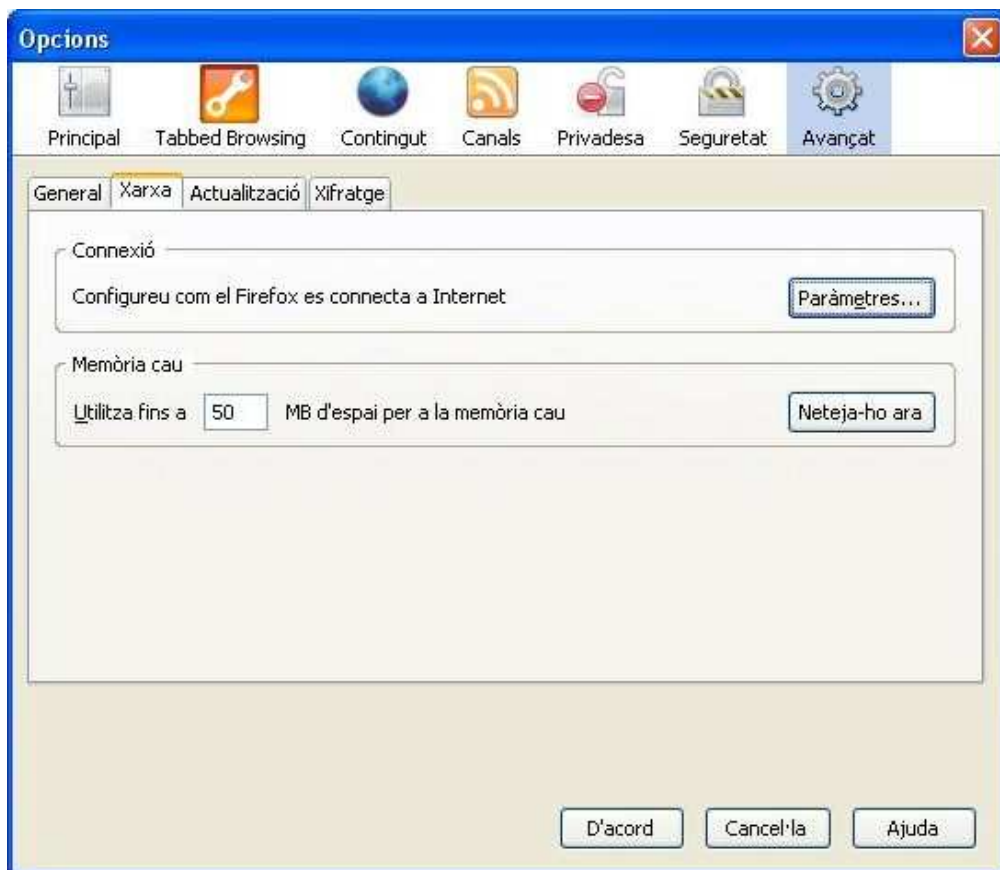 Opcions
Principal Tabbed Browsing Contingut Canals Privadesa Seguretat Avançat
General Xarxa Actualització Xifratge
Connexió
Configureu com el Firefox es connecta a Internet Paràmetres...
Memòria cau
Utilitza fins a 50 MB d'espai per a la memòria cau Neteja-ho ara
D'acord Cancel·la Ajuda